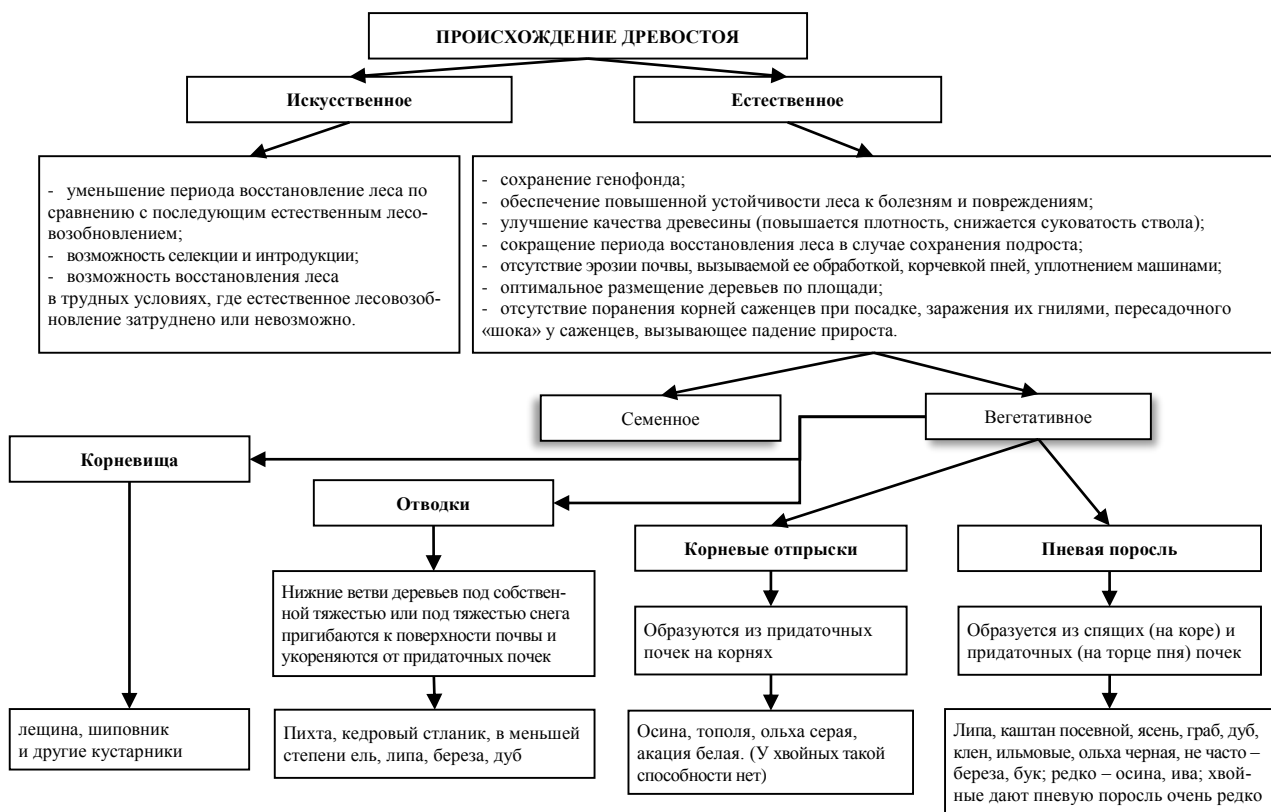 ПРОИСХОЖДЕНИЕ ДРЕВОСТОЯ
Искусственное
Естественное
- уменьшение периода восстановление леса по
сравнению с последующим естественным лесо-
возобновлением;
- возможность селекции и интродукции;
- возможность восстановления леса
в трудных условиях, где естественное лесовозоб-
новление затруднено или невозможно.
- сохранение генофонда;
- обеспечение повышенной устойчивости леса к болезням и повреждениям;
- улучшение качества древесины (повышается плотность, снижается суковатость ствола);
- сокращение периода восстановления леса в случае сохранения подроста;
- отсутствие эрозии почвы, вызываемой ее обработкой, корчевкой пней, уплотнением машинами;
- оптимальное размещение деревьев по площади;
- отсутствие поранения корней саженцев при посадке, заражения их гнилями, пересадочного
«шока» у саженцев, вызывающее падение прироста.
Семенное
Вегетативное
Корневища
Отводки
Корневые отпрыски
Пневая поросль
Нижние ветви деревьев под собствен-
ной тяжестью или под тяжестью снега
пригибаются к поверхности почвы и
укореняются от придаточных почек
Образуются из придаточных
почек на корнях
Образуется из спящих (на коре) и
придаточных (на торце пня) почек
лещина, шиповник
и другие кустарники
Пихта, кедровый стланик, в меньшей
степени ель, липа, береза, дуб
Осина, тополя, ольха серая,
акация белая. (У хвойных такой
способности нет)
Липа, каштан посевной, ясень, граб, дуб,
клен, ильмовые, ольха черная, не часто –
береза, бук; редко – осина, ива; хвой-
ные дают пневую поросль очень редко